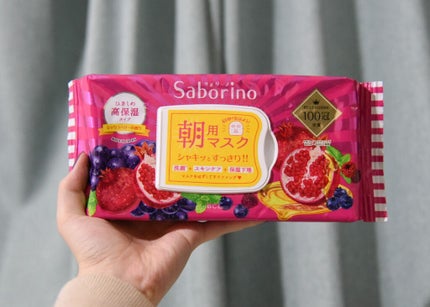 Saborino
ひきしめ
高保湿
タイプ
朝用
マスク
シャキッとすっきり!!
洗顔+スキンケア+保湿下地
100冠